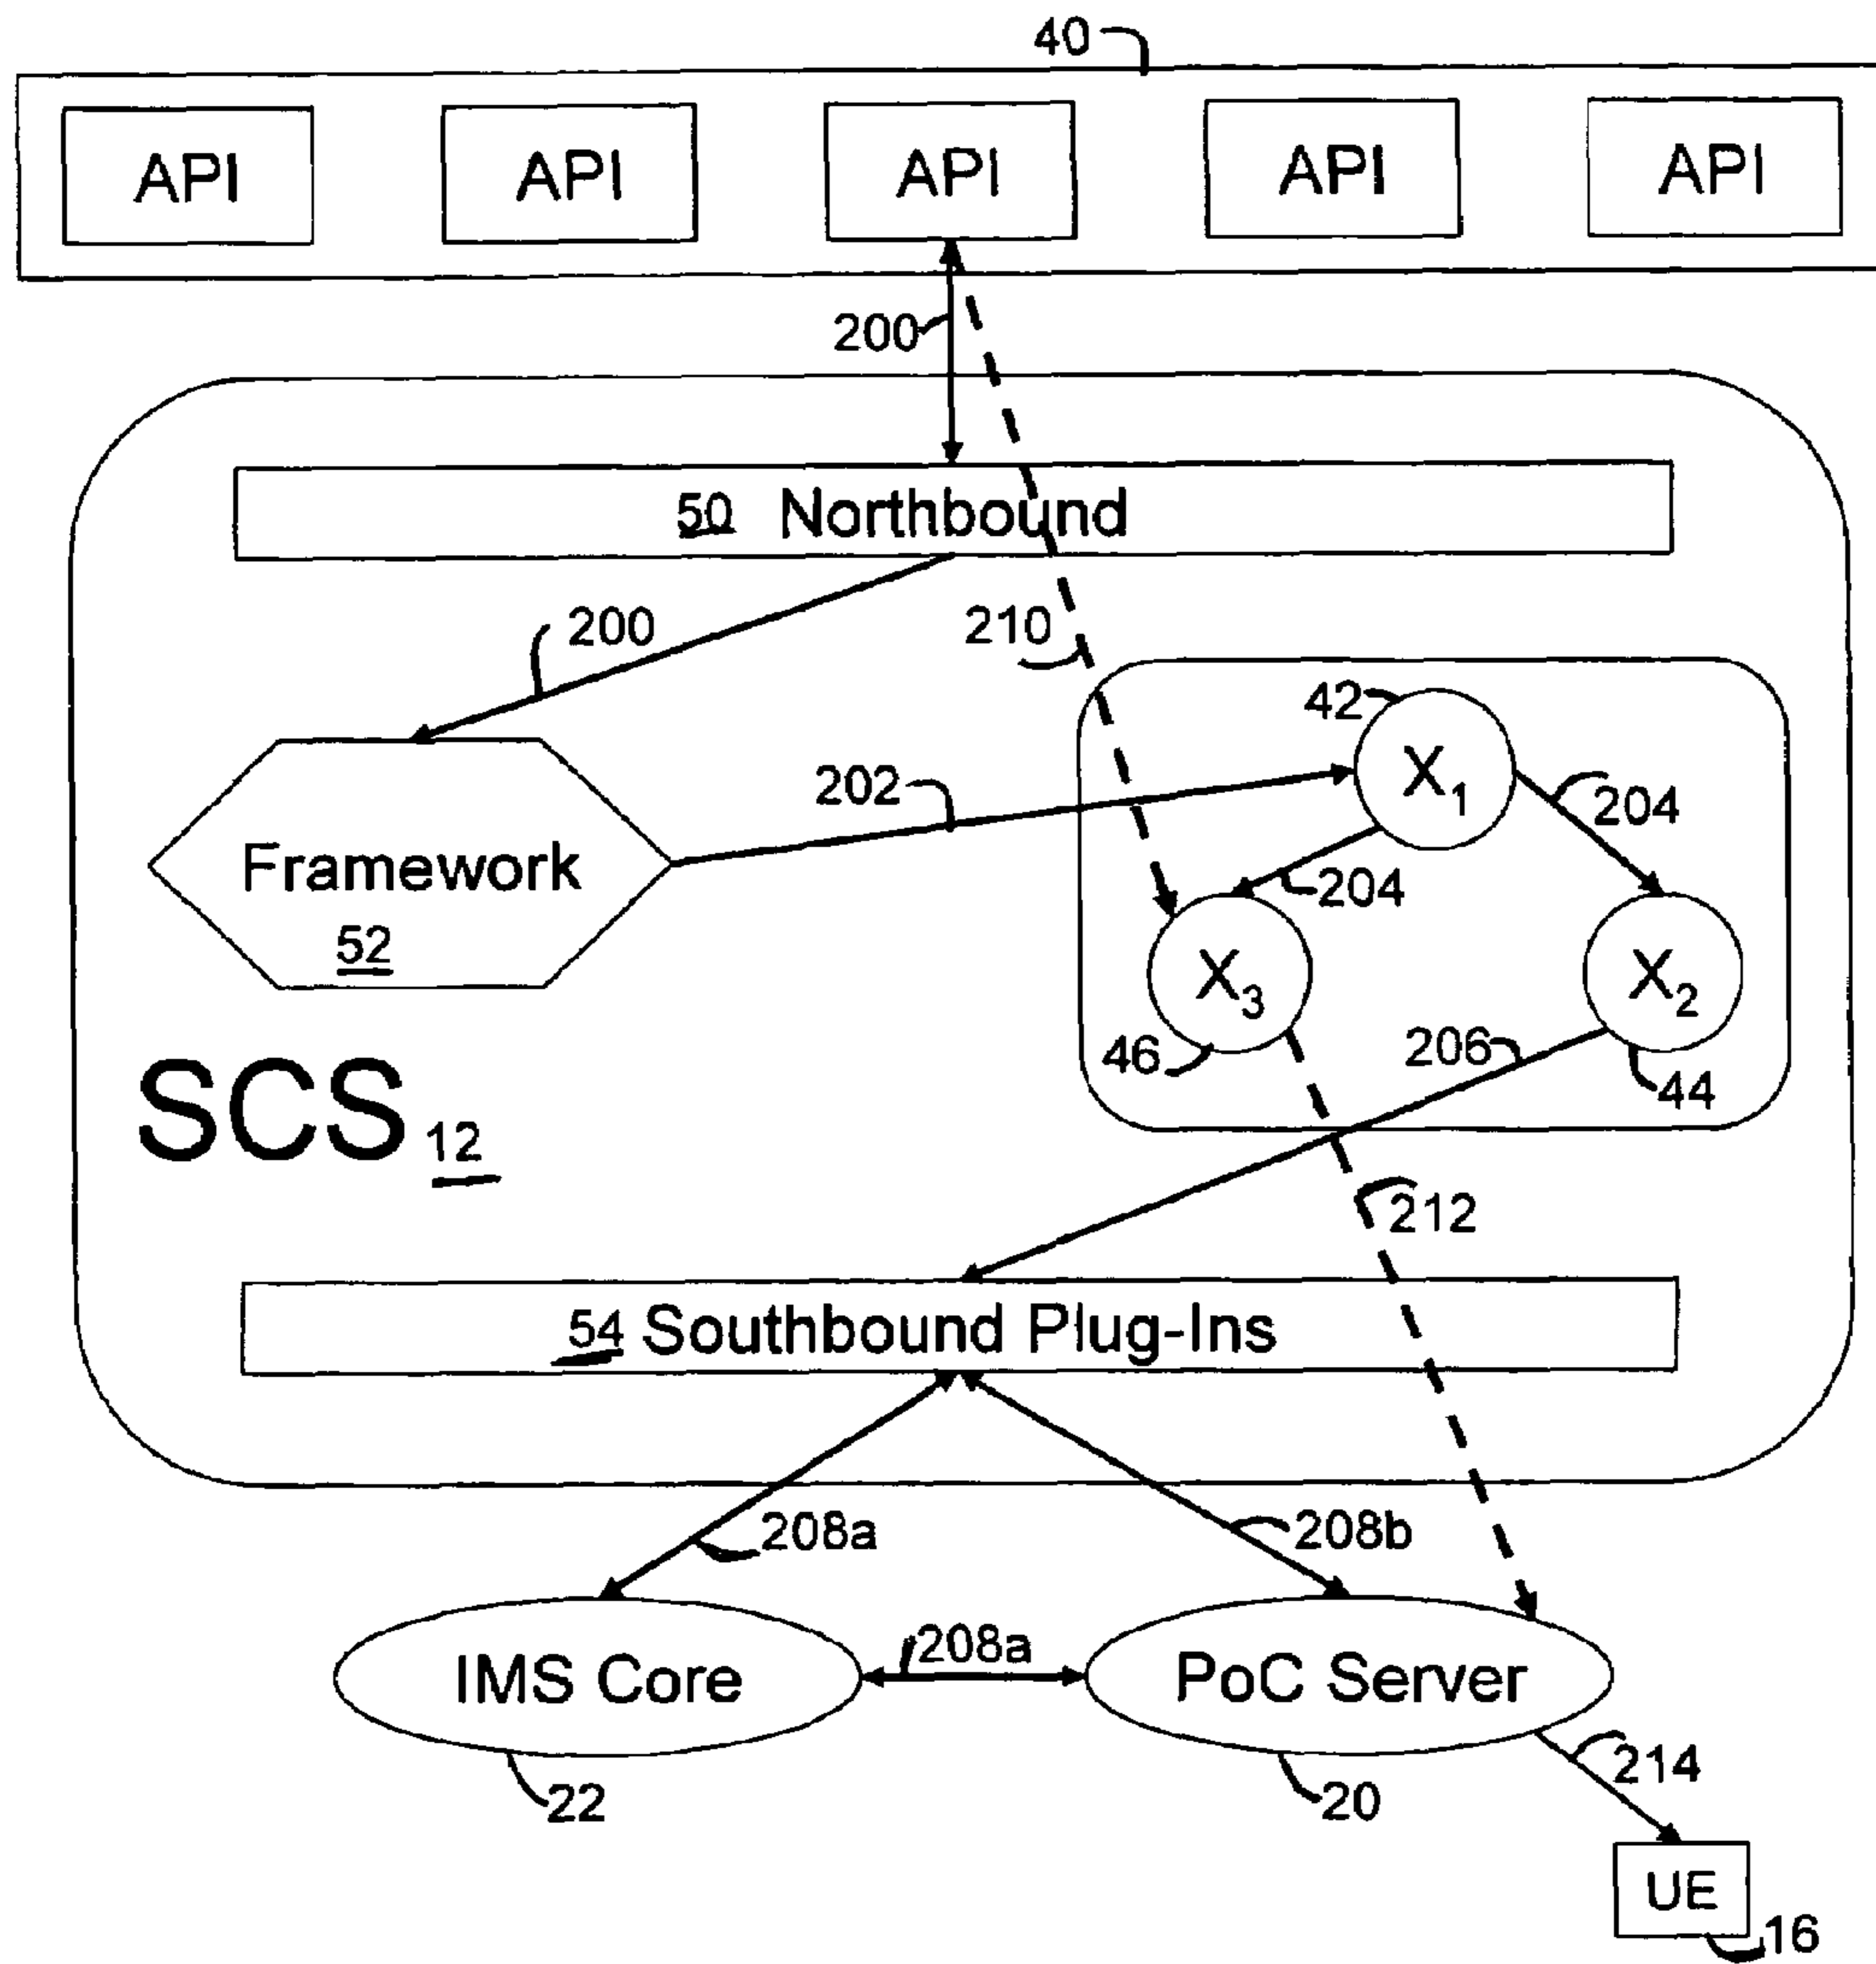 40
API API API API API
200
50 Northbound
200
210
42
X1
202
204
204
Framework
52
X3
X2
46
206
44
SCS 12
212
54 Southbound Plug-Ins
208a
208b
208a
IMS Core
PoC Server
22
20
214
UE
16